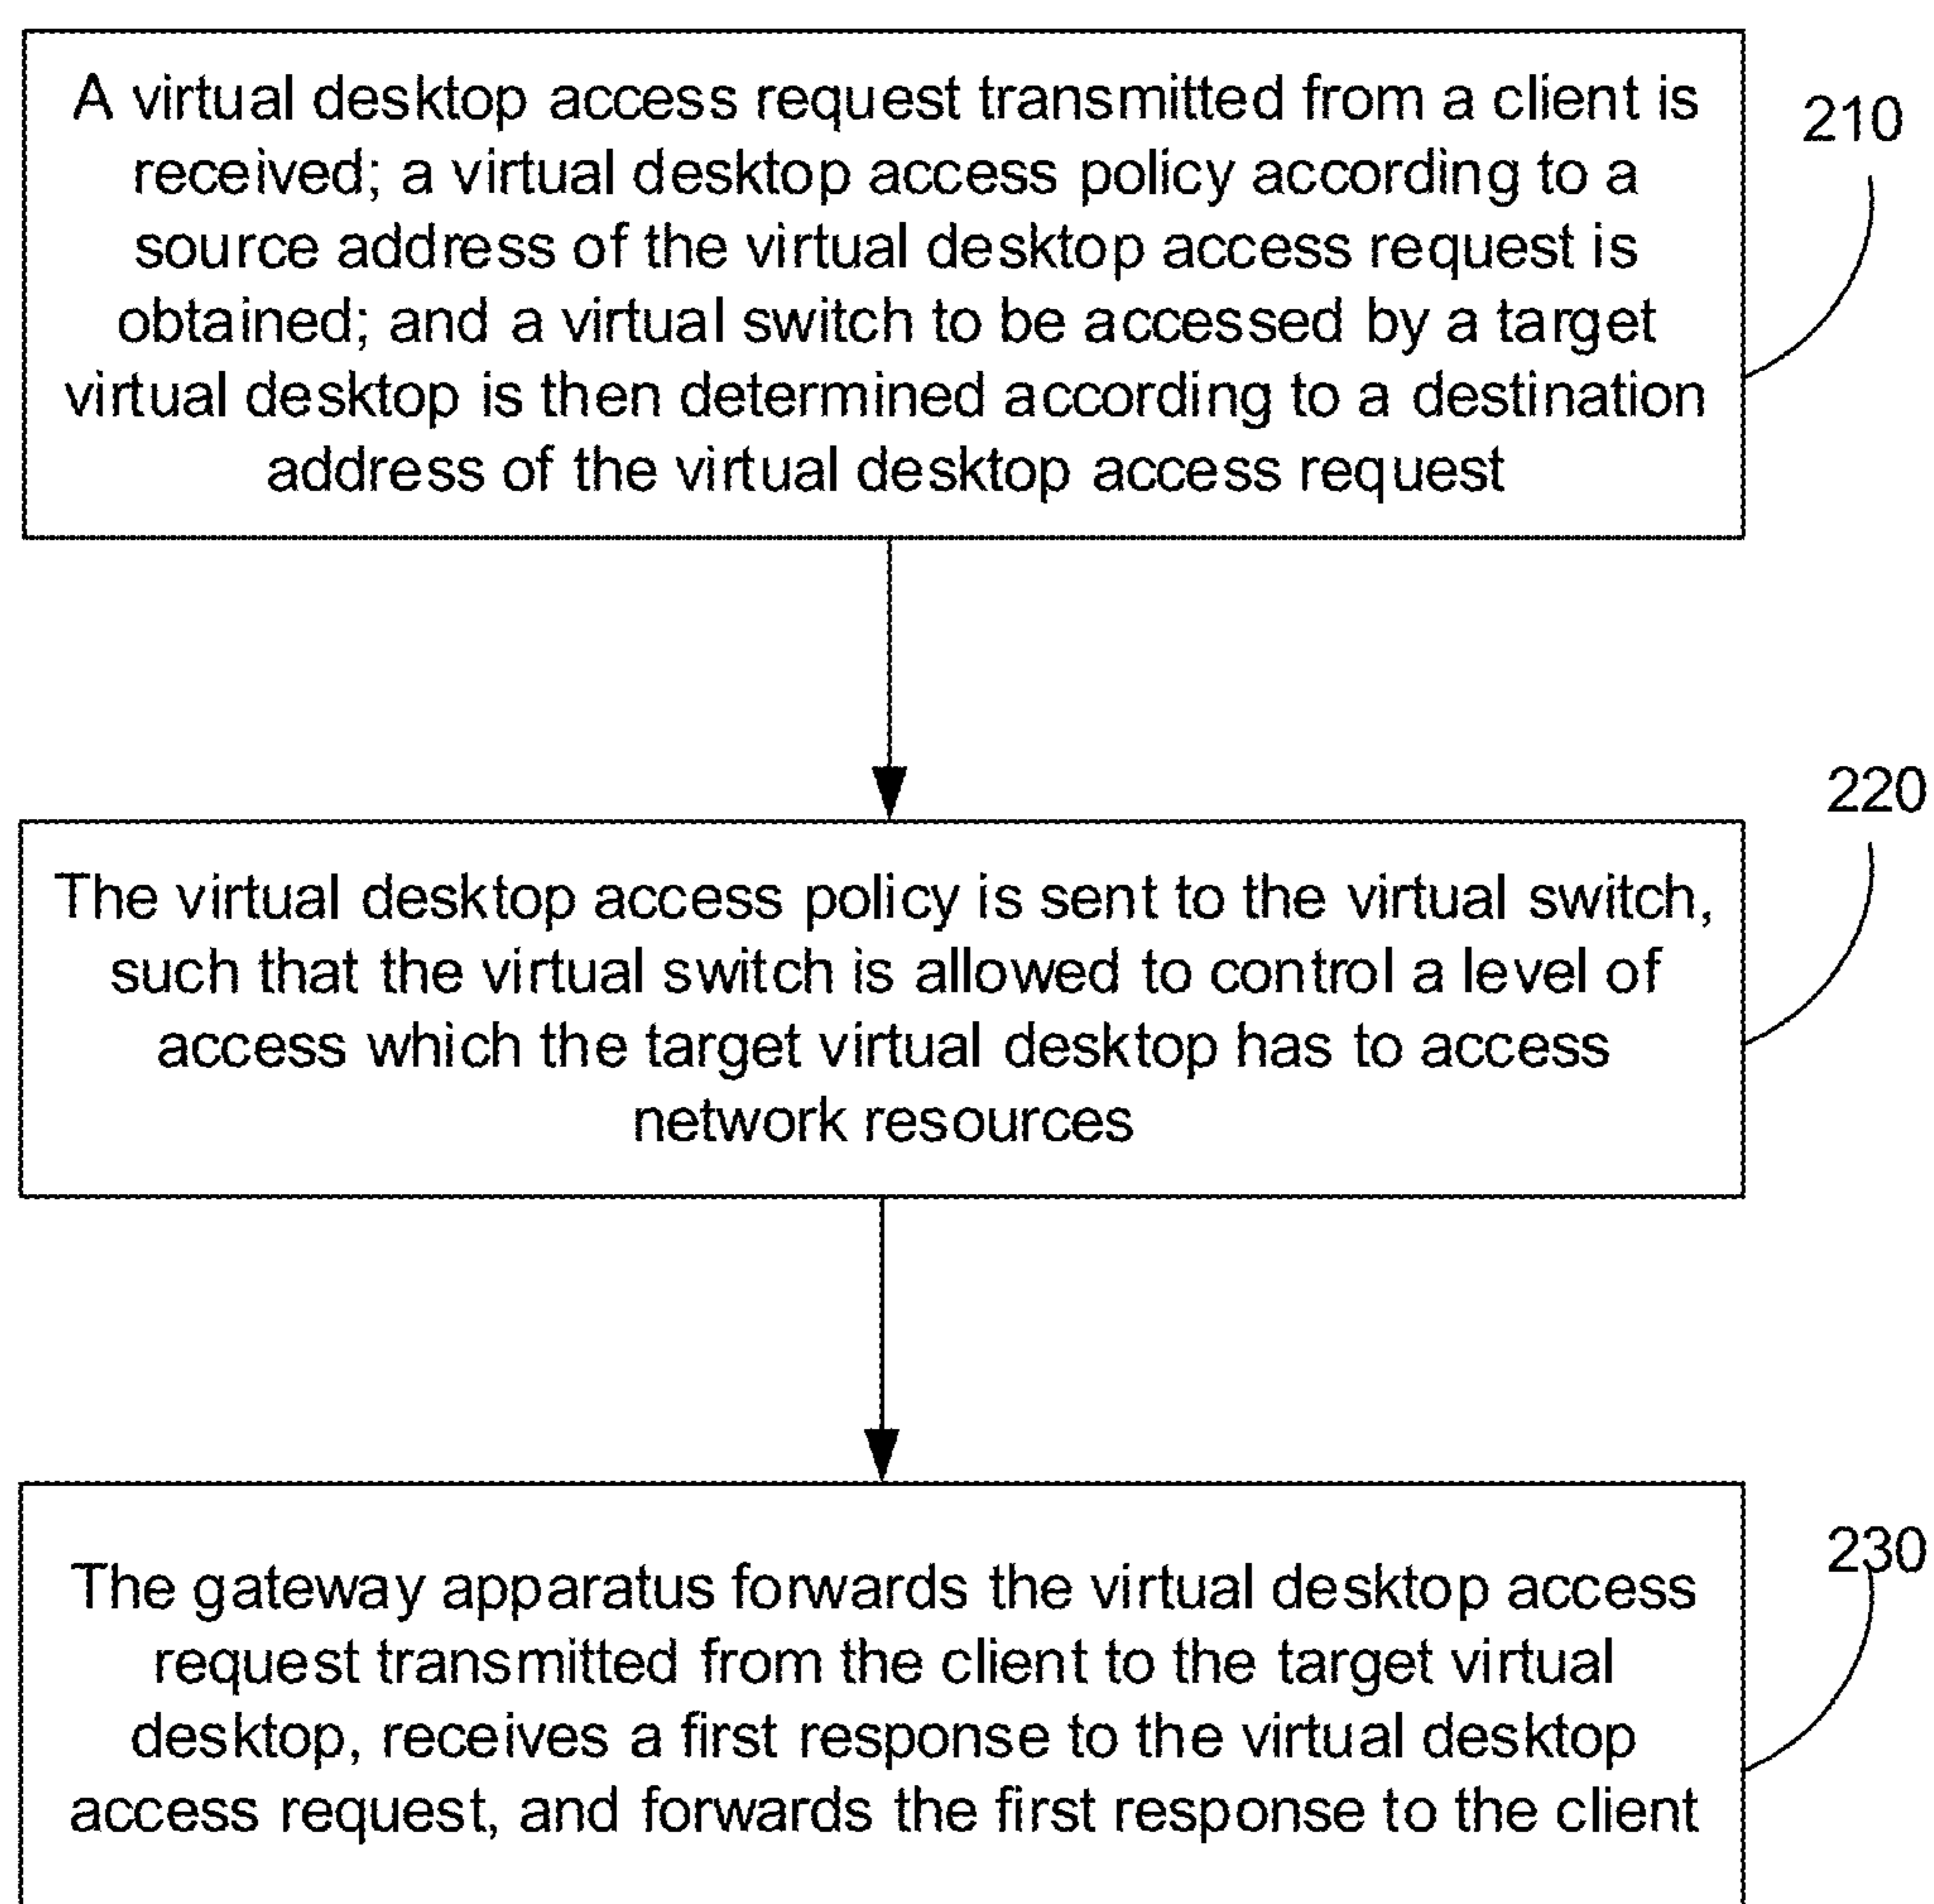 A virtual desktop access request transmitted from a client is
received; a virtual desktop access policy according to a
source address of the virtual desktop access request is
obtained; and a virtual switch to be accessed by a target
virtual desktop is then determined according to a destination
address of the virtual desktop access request
210
The virtual desktop access policy is sent to the virtual switch,
such that the virtual switch is allowed to control a level of
access which the target virtual desktop has to access
network resources
220
The gateway apparatus forwards the virtual desktop access
request transmitted from the client to the target virtual
desktop, receives a first response to the virtual desktop
access request, and forwards the first response to the client
230